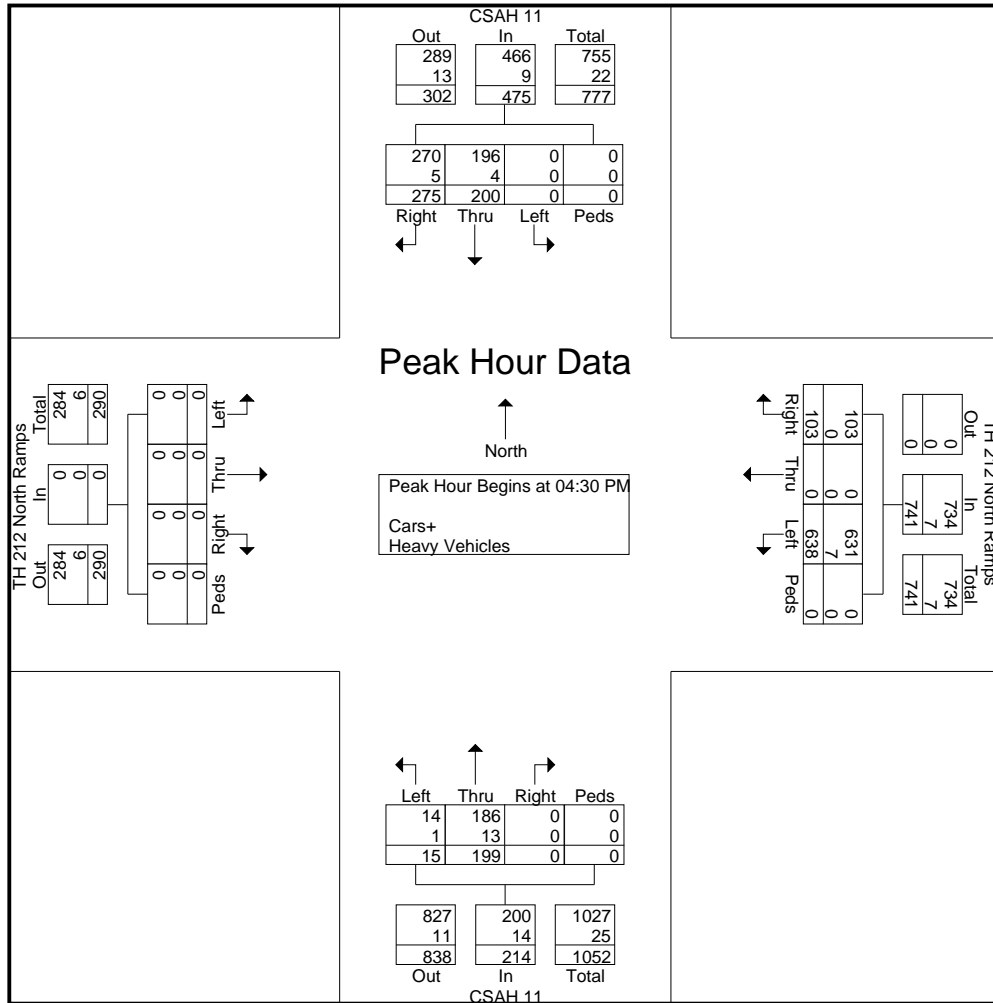 CSAH 11
Out In Total
289 466 755
13 9 22
302 475 777
270 196 0 0
5 4 0 0
275 200 0 0
Right Thru Left Peds
Peak Hour Data
North
Peak Hour Begins at 04:30 PM
Cars+
Heavy Vehicles
TH 212 North Ramps
Out In Total
284 0 284
6 0 6
290 0 290
Left Thru Right Peds
0 0 0 0
0 0 0 0
0 0 0 0
TH 212 North Ramps
Out In Total
0 734 734
0 7 7
0 741 741
Right Thru Left Peds
103 0 631 0
0 0 7 0
103 0 638 0
Left Thru Right Peds
14 186 0 0
1 13 0 0
15 199 0 0
827 200 1027
11 14 25
838 214 1052
Out In Total
CSAH 11